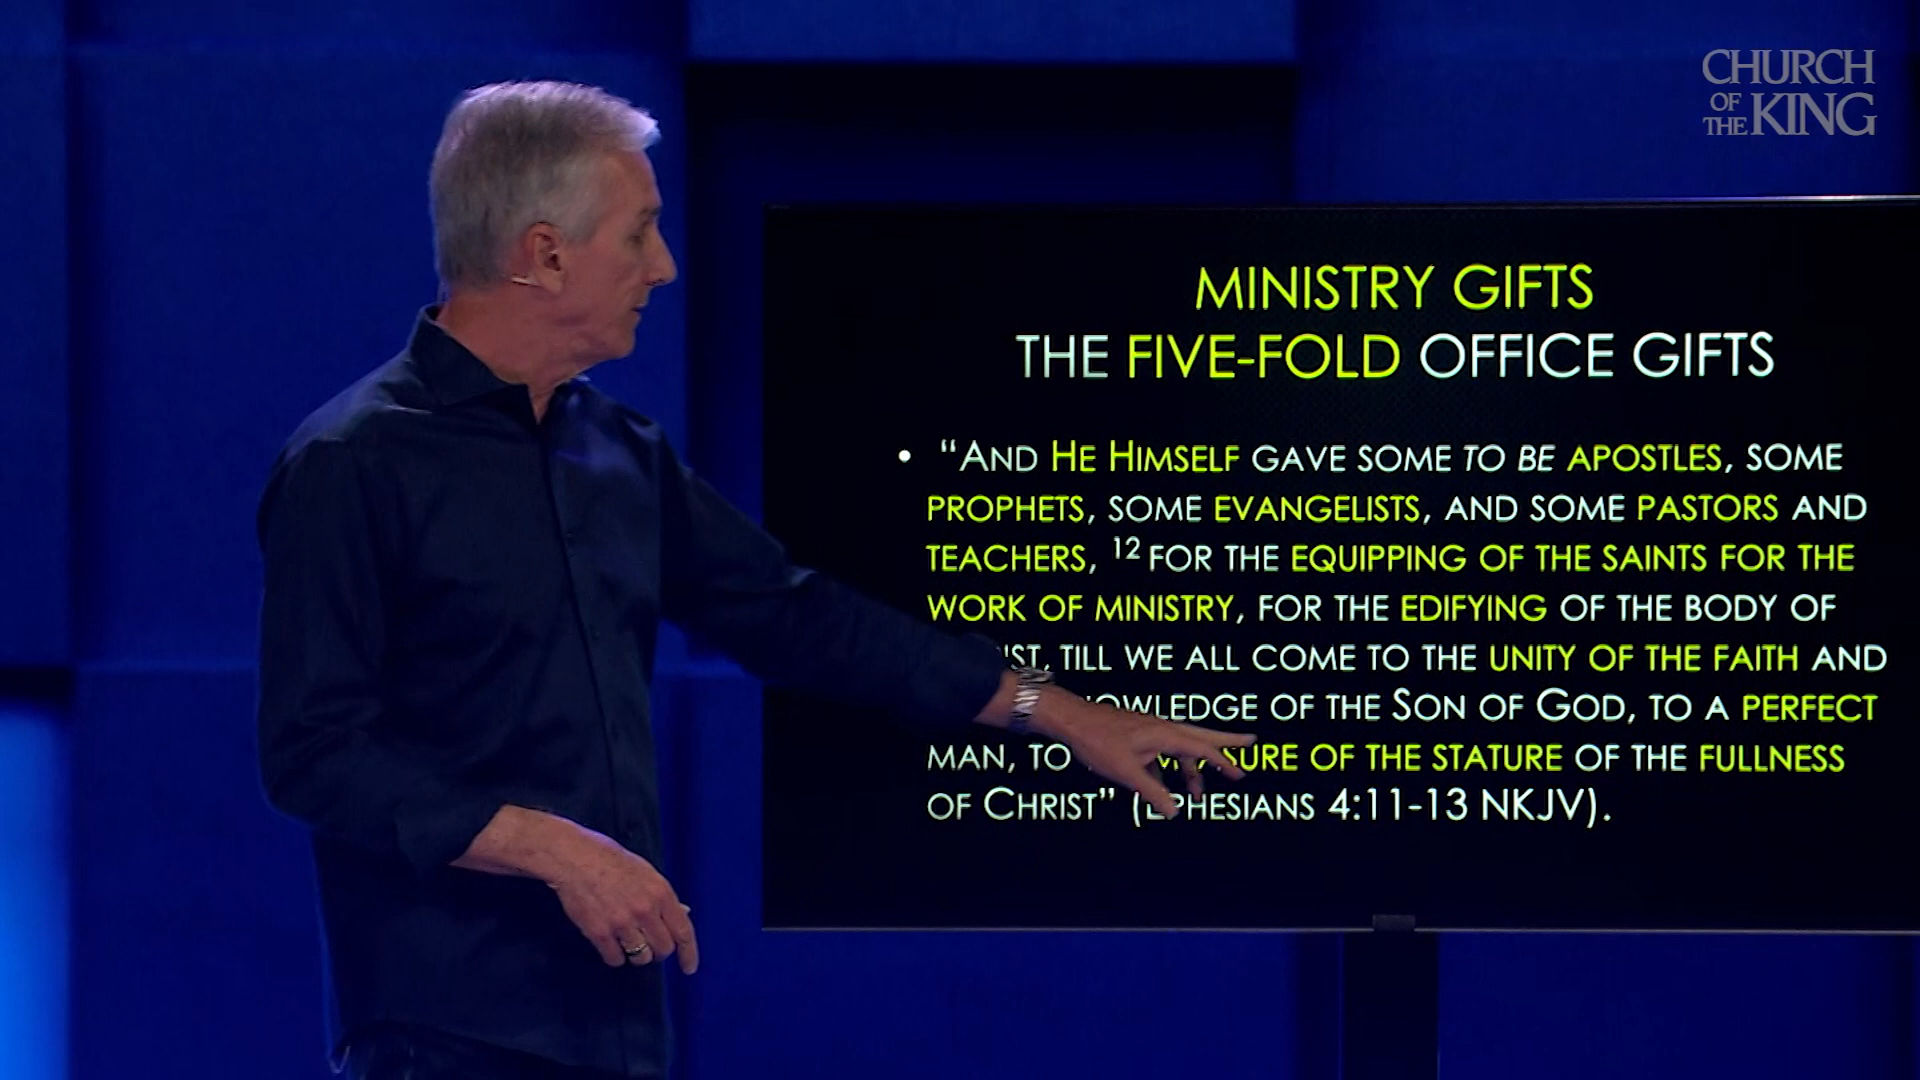 CHURCH
OF
THE KING
MINISTRY GIFTS
THE FIVE-FOLD OFFICE GIFTS
• “AND HE HIMSELF GAVE SOME TO BE APOSTLES, SOME
PROPHETS, SOME EVANGELISTS, AND SOME PASTORS AND
TEACHERS, 12 FOR THE EQUIPPING OF THE SAINTS FOR THE
WORK OF MINISTRY, FOR THE EDIFYING OF THE BODY OF
TILL WE ALL COME TO THE UNITY OF THE FAITH AND
OF THE SON OF GOD, TO A PERFECT
MAN, TO OF THE STATURE OF THE FULLNESS
OF CHRIST” (EPHESIANS 4:11-13 NKJV).